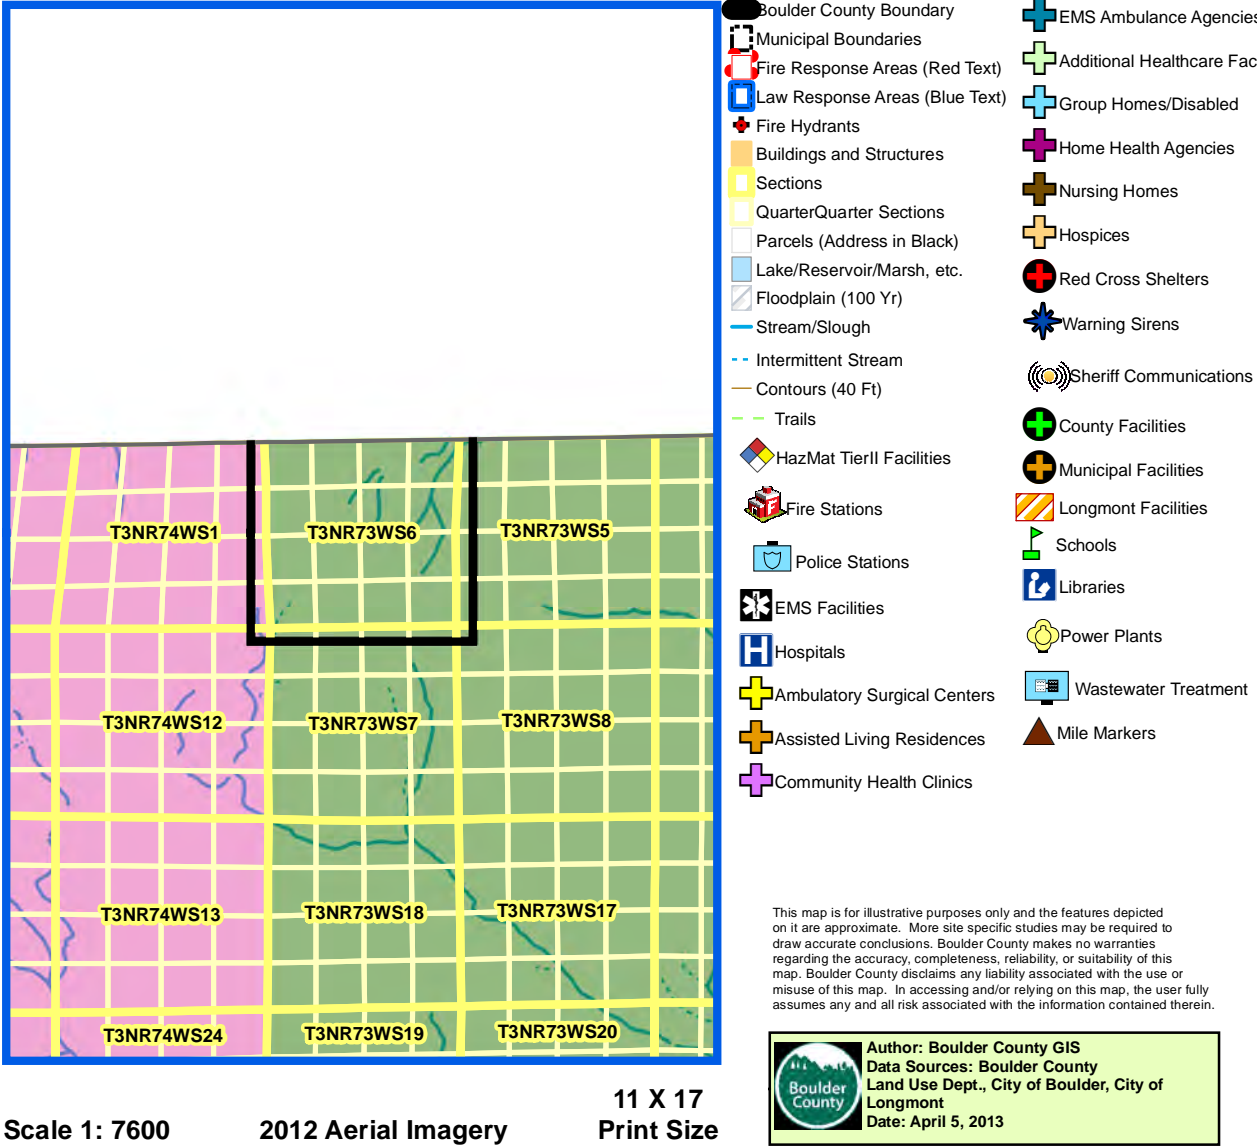 T3NR74WS1
T3NR73WS6
T3NR73WS5
T3NR74WS12
T3NR73WS7
T3NR73WS8
T3NR74WS13
T3NR73WS18
T3NR73WS17
T3NR74WS24
T3NR73WS19
T3NR73WS20
Scale 1: 7600
2012 Aerial Imagery
11 X 17
Print Size
Boulder County Boundary
Municipal Boundaries
Fire Response Areas (Red Text)
Law Response Areas (Blue Text)
Fire Hydrants
Buildings and Structures
Sections
QuarterQuarter Sections
Parcels (Address in Black)
Lake/Reservoir/Marsh, etc.
Floodplain (100 Yr)
Stream/Slough
Intermittent Stream
Contours (40 Ft)
Trails
HazMat TierII Facilities
F
Fire Stations
Police Stations
EMS Facilities
H
Hospitals
Ambulatory Surgical Centers
Assisted Living Residences
Community Health Clinics
EMS Ambulance Agencies
Additional Healthcare Fac
Group Homes/Disabled
Home Health Agencies
Nursing Homes
Hospices
Red Cross Shelters
Warning Sirens
Sheriff Communications
County Facilities
Municipal Facilities
Longmont Facilities
Schools
Libraries
Power Plants
Wastewater Treatment
Mile Markers
This map is for illustrative purposes only and the features depicted
on it are approximate. More site specific studies may be required to
draw accurate conclusions. Boulder County makes no warranties
regarding the accuracy, completeness, reliability, or suitability of this
map. Boulder County disclaims any liability associated with the use or
misuse of this map. In accessing and/or relying on this map, the user fully
assumes any and all risk associated with the information contained therein.
Boulder
County
Author: Boulder County GIS
Data Sources: Boulder County
Land Use Dept., City of Boulder, City of
Longmont
Date: April 5, 2013